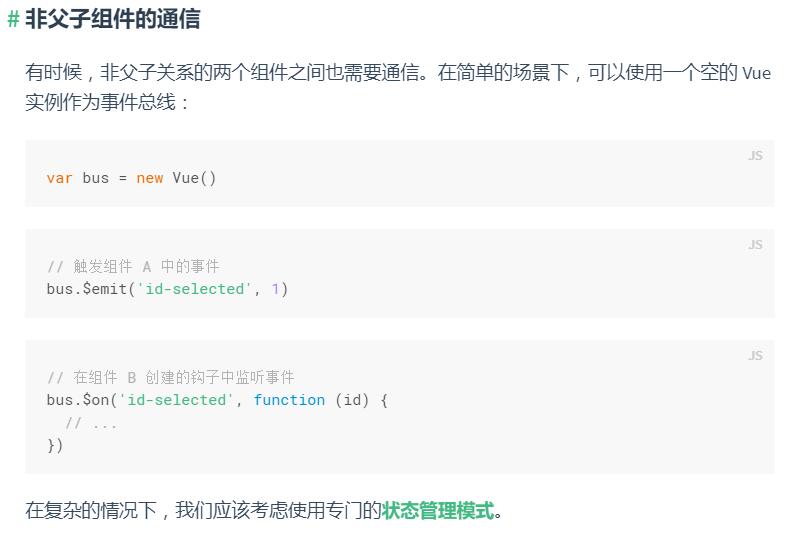 # 非父子组件的通信
有时候，非父子关系的两个组件之间也需要通信。在简单的场景下，可以使用一个空的 Vue
实例作为事件总线：
JS
var bus = new Vue()
JS
// 触发组件 A 中的事件
bus.$emit('id-selected', 1)
JS
// 在组件 B 创建的钩子中监听事件
bus.$on('id-selected', function (id) {
  // ...
})
在复杂的情况下，我们应该考虑使用专门的状态管理模式。